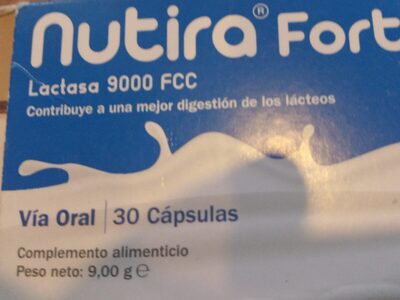 nutira® Fort
Lactasa 9000 FCC
Contribuye a una mejor digestión de los lácteos
Vía Oral | 30 Cápsulas
Complemento alimenticio
Peso neto: 9,00 g e